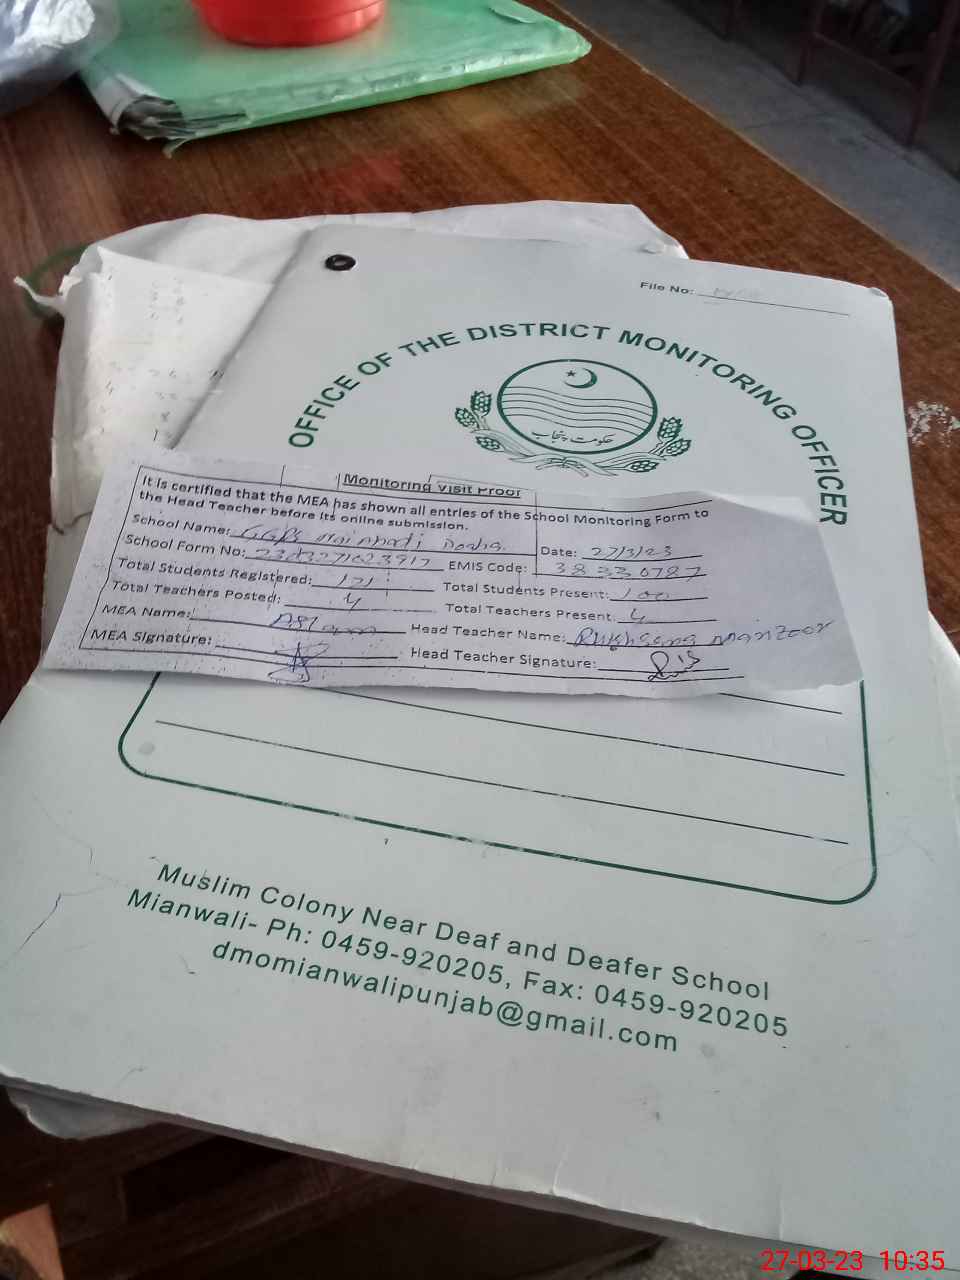 File No:
OFFICE OF THE DISTRICT MONITORING OFFICER
حکومت پنجاب
Monitoring Visit Proof
It is certified that the MEA has shown all entries of the School Monitoring Form to
the Head Teacher before its online submission.
School Name: GGPS
Date: 27/3/23
School Form No:
EMIS Code: 38330787
Total Students Registered: 121
Total Students Present: 100
Total Teachers Posted: 4
Total Teachers Present: 4
MEA Name: Aslam
Head Teacher Name: Rukhsana Manzoor
MEA Signature:
Head Teacher Signature:
Muslim Colony Near Deaf and Deafer School
Mianwali- Ph: 0459-920205, Fax: 0459-920205
dmomianwalipunjab@gmail.com
27-03-23 10:35